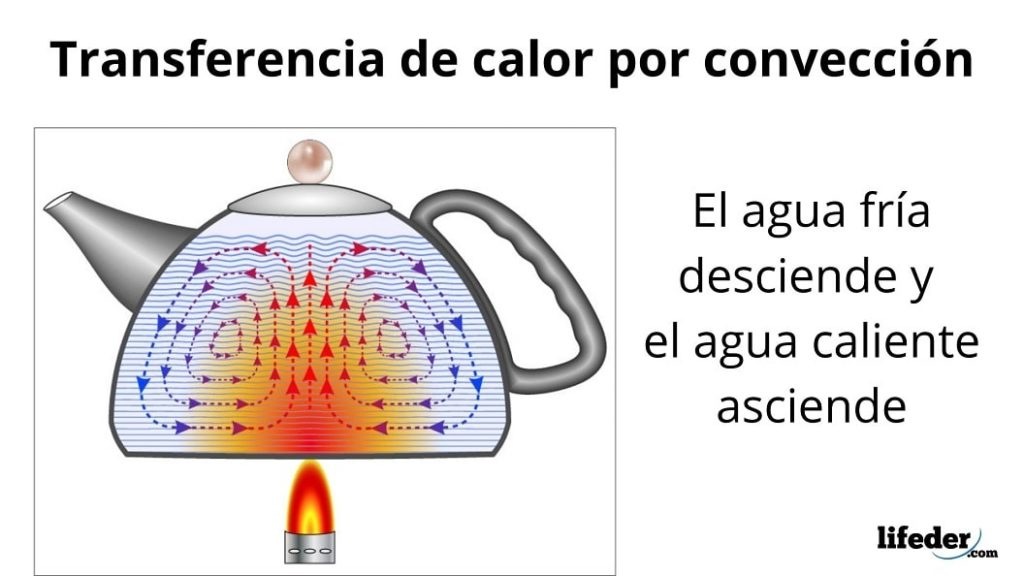 Transferencia de calor por convección
El agua fría
desciende y
el agua caliente
asciende
lifeder
.com